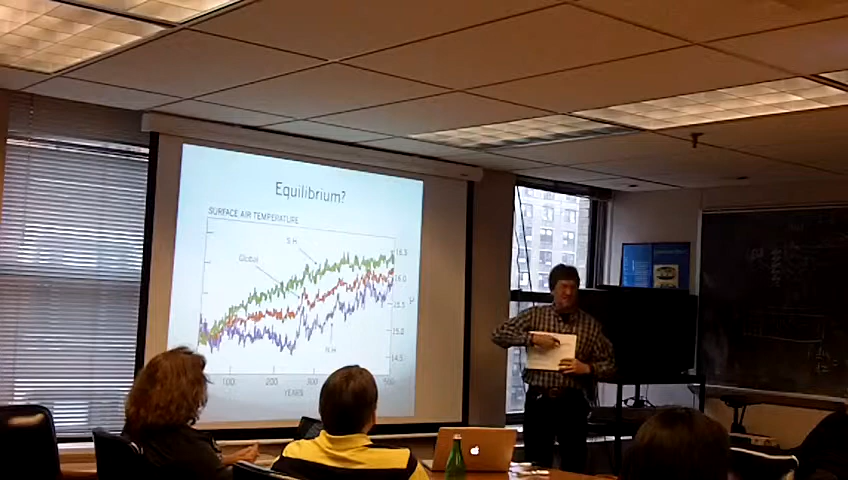 Equilibrium?
SURFACE AIR TEMPERATURE
S.H.
Global
N.H.
16.5
16.0
15.5
15.0
14.5
°C
100
200
300
500
YEARS